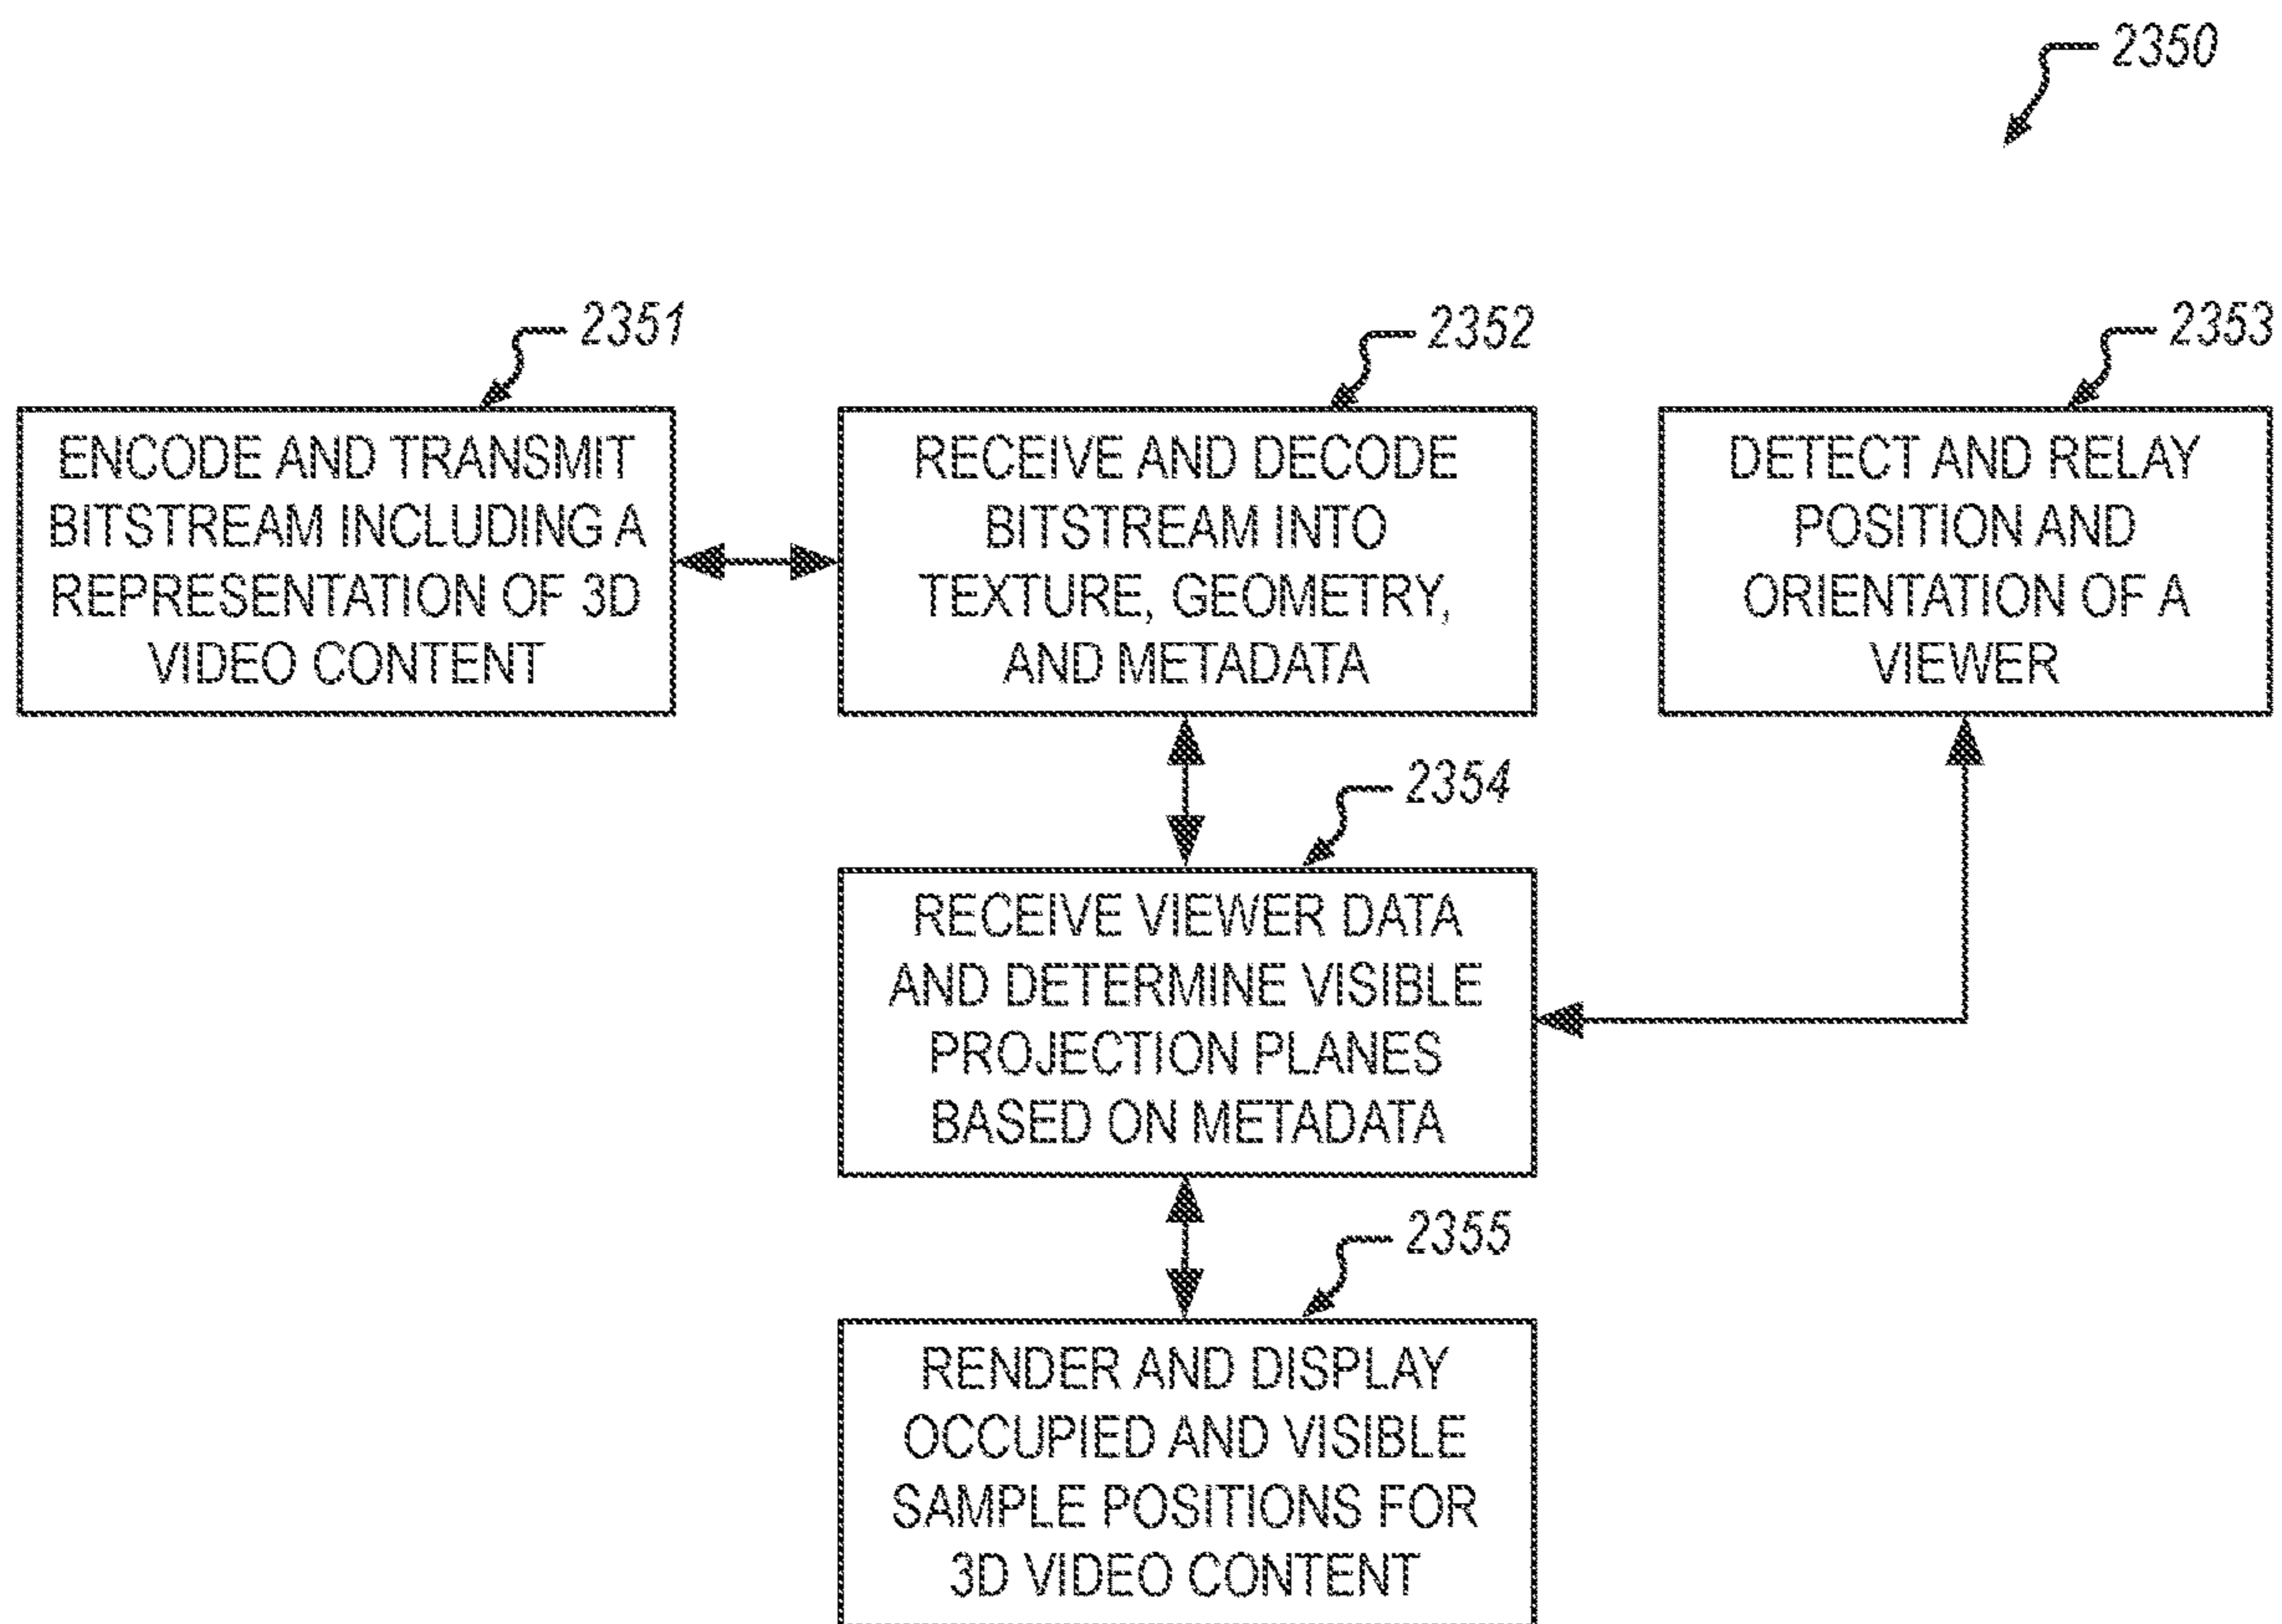 2350
2351
ENCODE AND TRANSMIT
BITSTREAM INCLUDING A
REPRESENTATION OF 3D
VIDEO CONTENT
2352
RECEIVE AND DECODE
BITSTREAM INTO
TEXTURE, GEOMETRY,
AND METADATA
2353
DETECT AND RELAY
POSITION AND
ORIENTATION OF A
VIEWER
2354
RECEIVE VIEWER DATA
AND DETERMINE VISIBLE
PROJECTION PLANES
BASED ON METADATA
2355
RENDER AND DISPLAY
OCCUPIED AND VISIBLE
SAMPLE POSITIONS FOR
3D VIDEO CONTENT